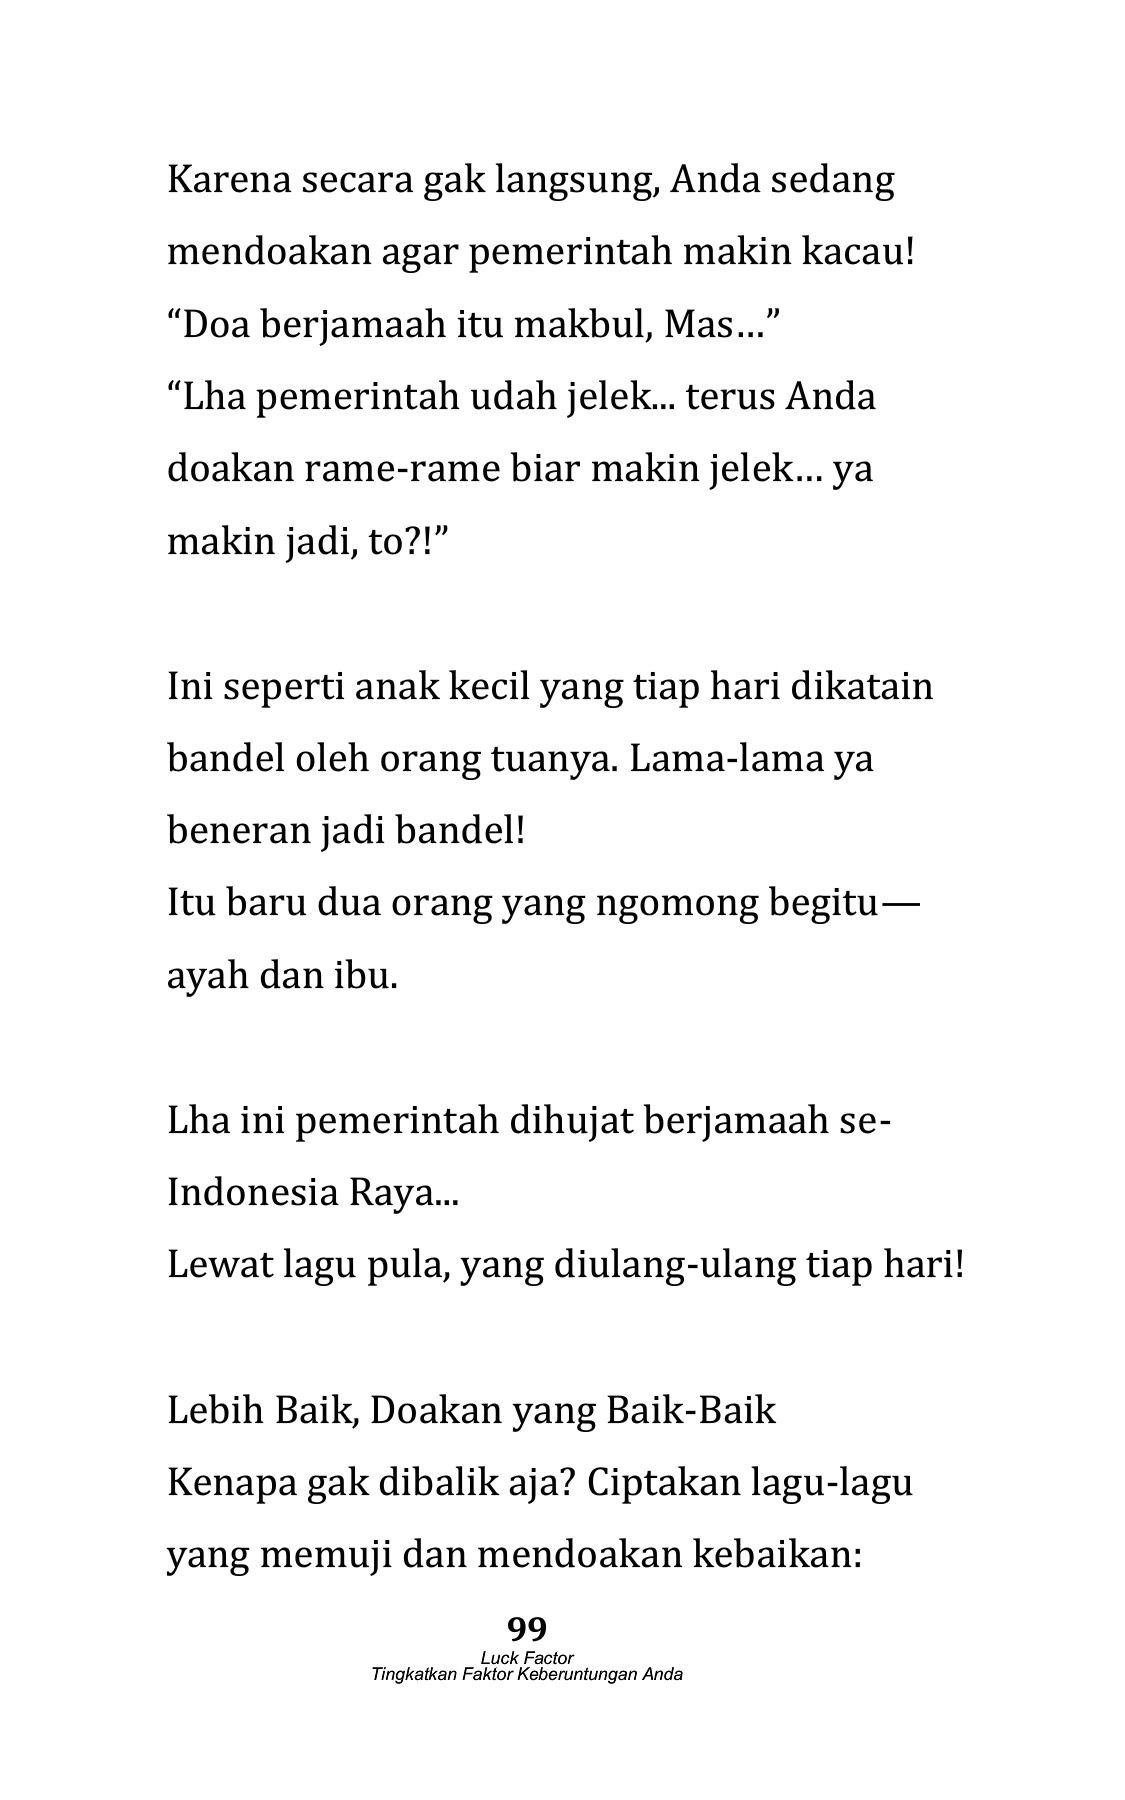 Karena secara gak langsung, Anda sedang
mendoakan agar pemerintah makin kacau!
“Doa berjamaah itu makbul, Mas…”
“Lha pemerintah udah jelek... terus Anda
doakan rame-rame biar makin jelek… ya
makin jadi, to?!”
Ini seperti anak kecil yang tiap hari dikatain
bandel oleh orang tuanya. Lama-lama ya
beneran jadi bandel!
Itu baru dua orang yang ngomong begitu—
ayah dan ibu.
Lha ini pemerintah dihujat berjamaah se-
Indonesia Raya...
Lewat lagu pula, yang diulang-ulang tiap hari!
Lebih Baik, Doakan yang Baik-Baik
Kenapa gak dibalik aja? Ciptakan lagu-lagu
yang memuji dan mendoakan kebaikan:
99
Luck Factor
Tingkatkan Faktor Keberuntungan Anda